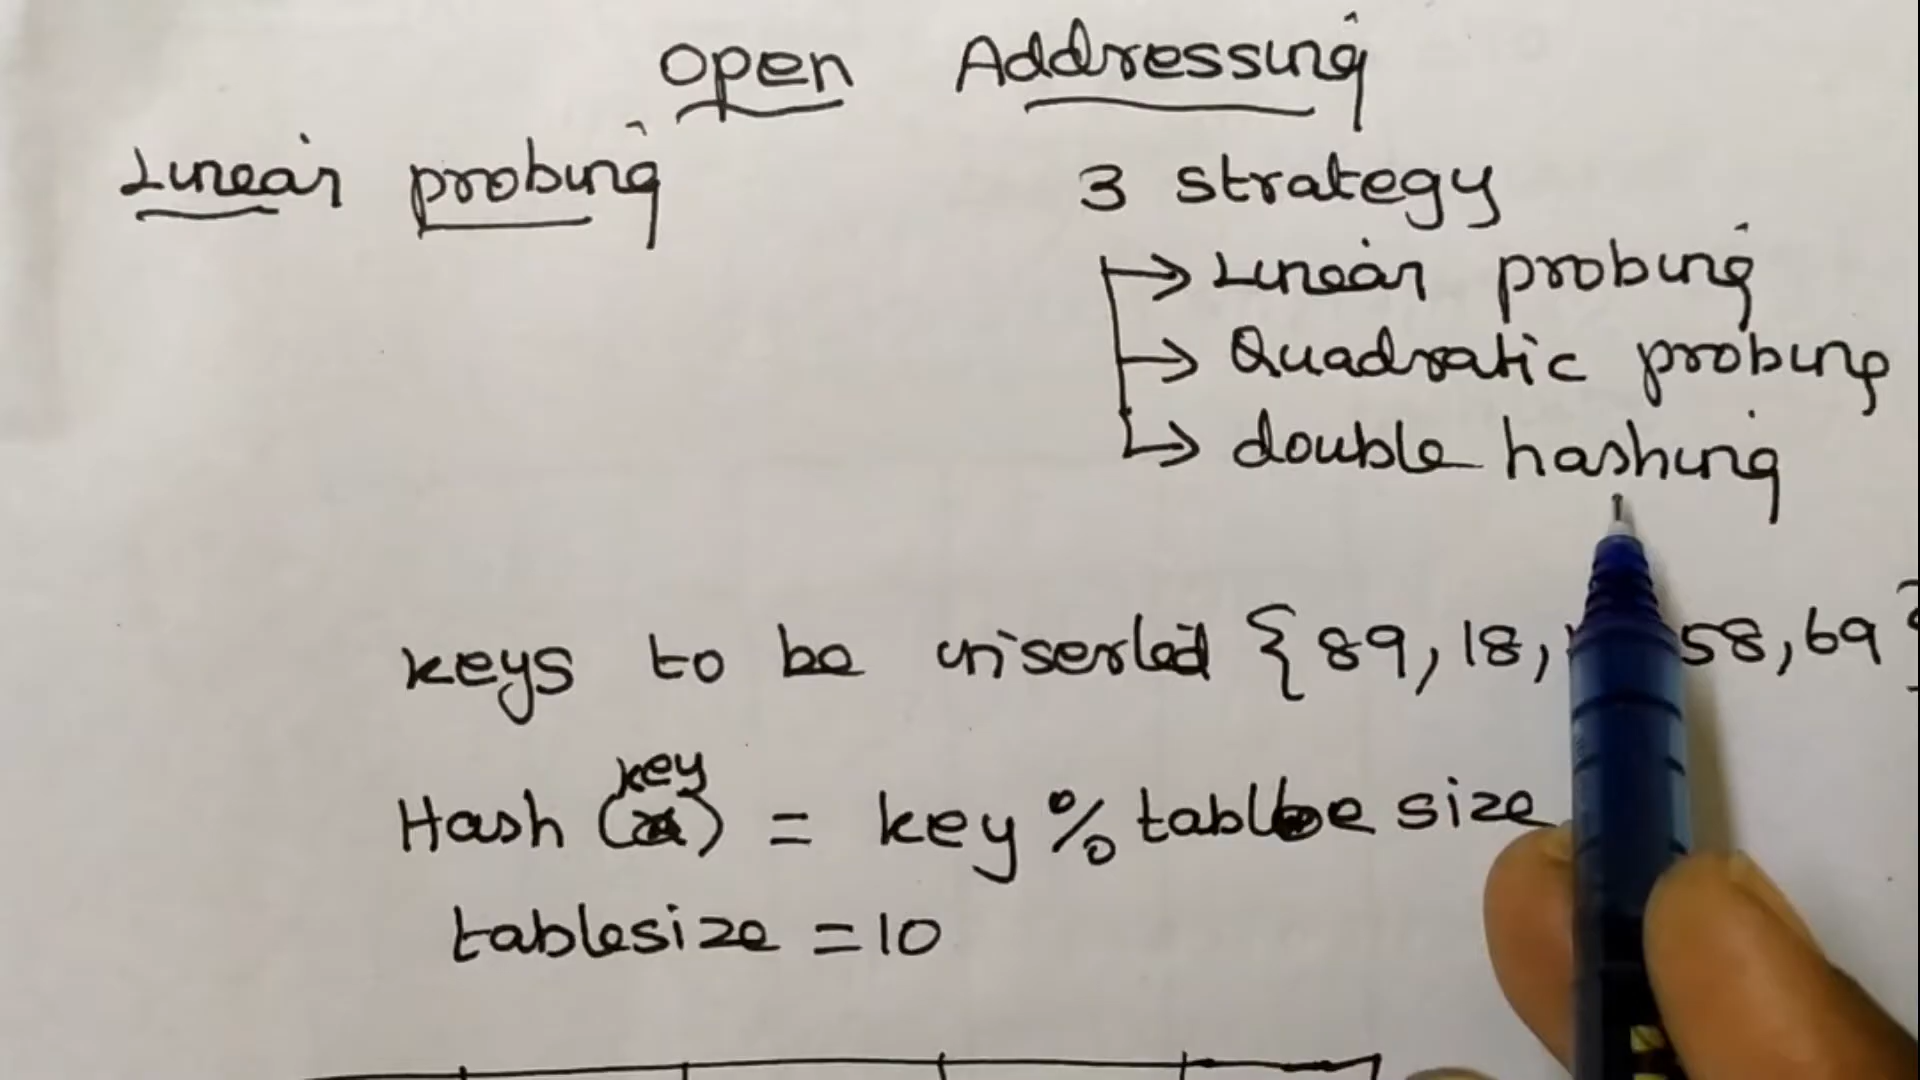 Open Addressing
Linear probing
3 strategy
→ Linear probing
→ Quadratic probing
→ double hashing
keys to be inserted {89, 18, 58, 69}
Hash (key) = key % table size
tablesize = 10